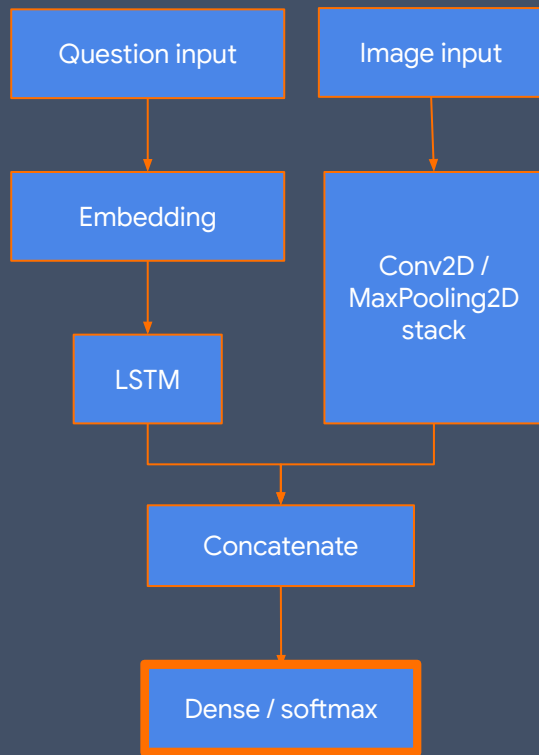 Question input
Image input
Embedding
Conv2D /
MaxPooling2D
stack
LSTM
Concatenate
Dense / softmax